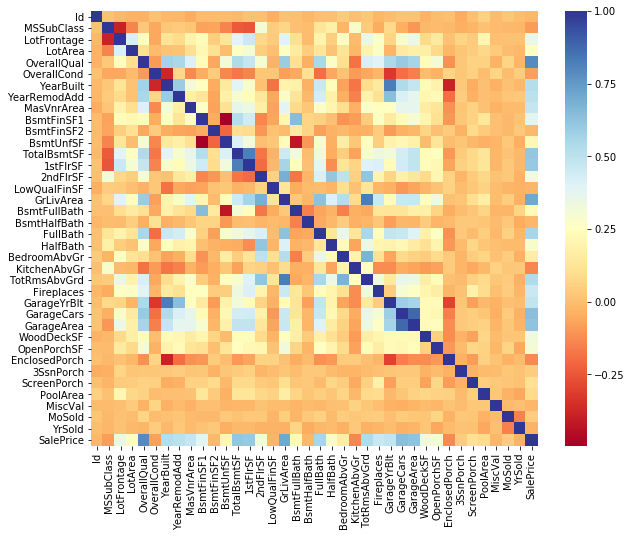 Id
MSSubClass
LotFrontage
LotArea
OverallQual
OverallCond
YearBuilt
YearRemodAdd
MasVnrArea
BsmtFinSF1
BsmtFinSF2
BsmtUnfSF
TotalBsmtSF
1stFlrSF
2ndFlrSF
LowQualFinSF
GrLivArea
BsmtFullBath
BsmtHalfBath
FullBath
HalfBath
BedroomAbvGr
KitchenAbvGr
TotRmsAbvGrd
Fireplaces
GarageYrBlt
GarageCars
GarageArea
WoodDeckSF
OpenPorchSF
EnclosedPorch
3SsnPorch
ScreenPorch
PoolArea
MiscVal
MoSold
YrSold
SalePrice
Id
MSSubClass
LotFrontage
LotArea
OverallQual
OverallCond
YearBuilt
YearRemodAdd
MasVnrArea
BsmtFinSF1
BsmtFinSF2
BsmtUnfSF
TotalBsmtSF
1stFlrSF
2ndFlrSF
LowQualFinSF
GrLivArea
BsmtFullBath
BsmtHalfBath
FullBath
HalfBath
BedroomAbvGr
KitchenAbvGr
TotRmsAbvGrd
Fireplaces
GarageYrBlt
GarageCars
GarageArea
WoodDeckSF
OpenPorchSF
EnclosedPorch
3SsnPorch
ScreenPorch
PoolArea
MiscVal
MoSold
YrSold
SalePrice
1.00
0.75
0.50
0.25
0.00
−0.25